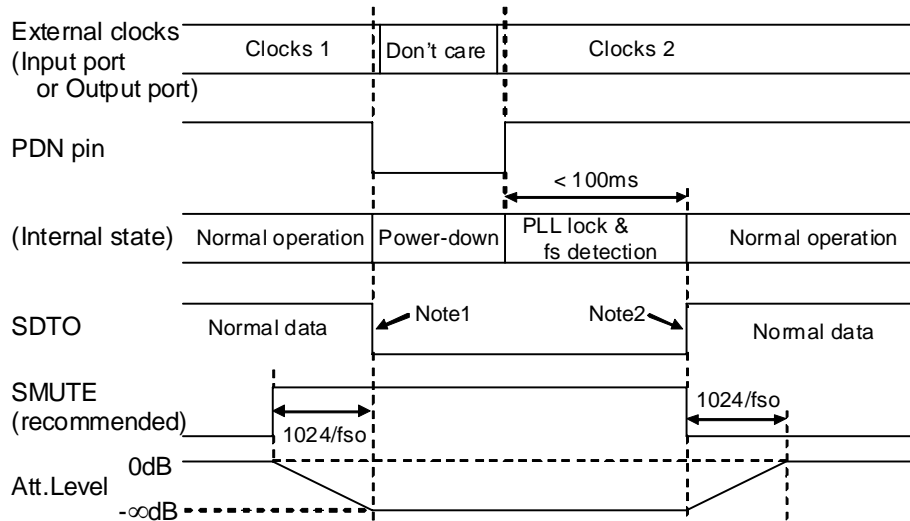 External clocks
(Input port
or Output port)
Clocks 1
Don't care
Clocks 2
PDN pin
< 100ms
(Internal state)
Normal operation
Power-down
PLL lock &
fs detection
Normal operation
SDTO
Normal data
Note1
Note2
Normal data
SMUTE
(recommended)
1024/fso
1024/fso
0dB
Att.Level
-∞dB